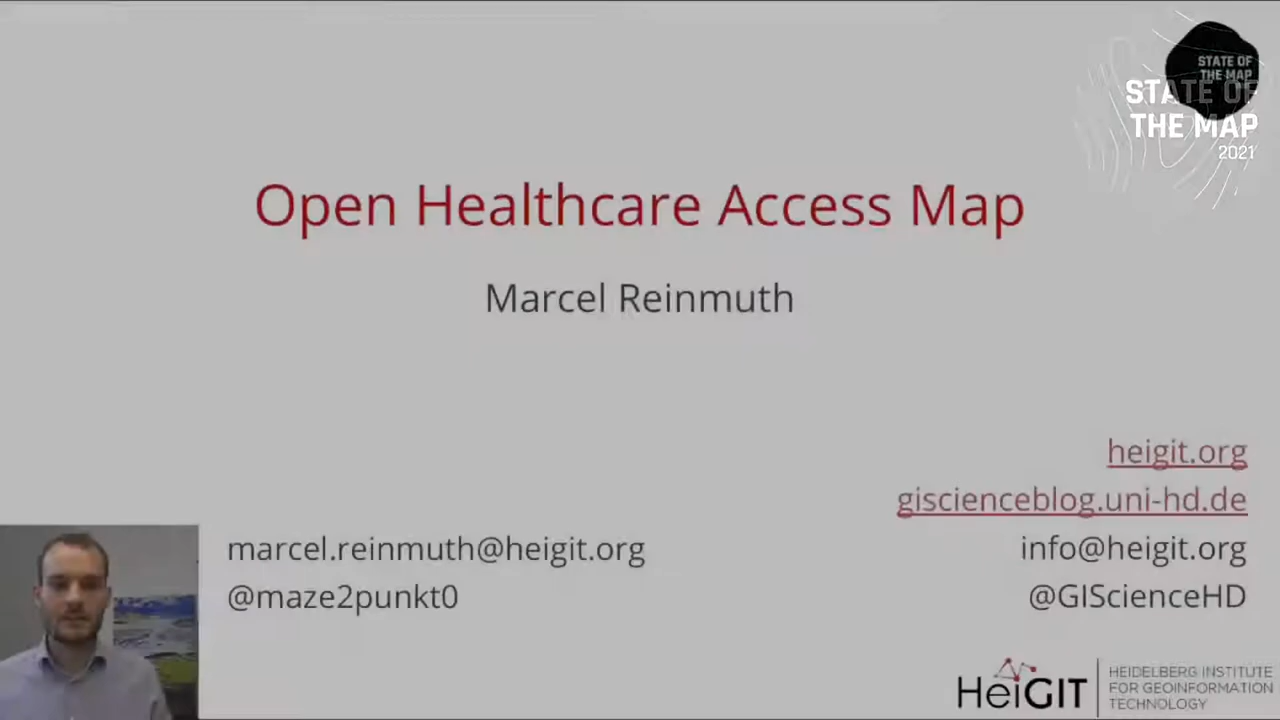 STATE OF
THE MAP
STATE OF
THE MAP
2021
Open Healthcare Access Map
Marcel Reinmuth
heigit.org
giscienceblog.uni-hd.de
marcel.reinmuth@heigit.org
info@heigit.org
@maze2punkt0
@GIScienceHD
HeiGIT
HEIDELBERG INSTITUTE
FOR GEOINFORMATION
TECHNOLOGY